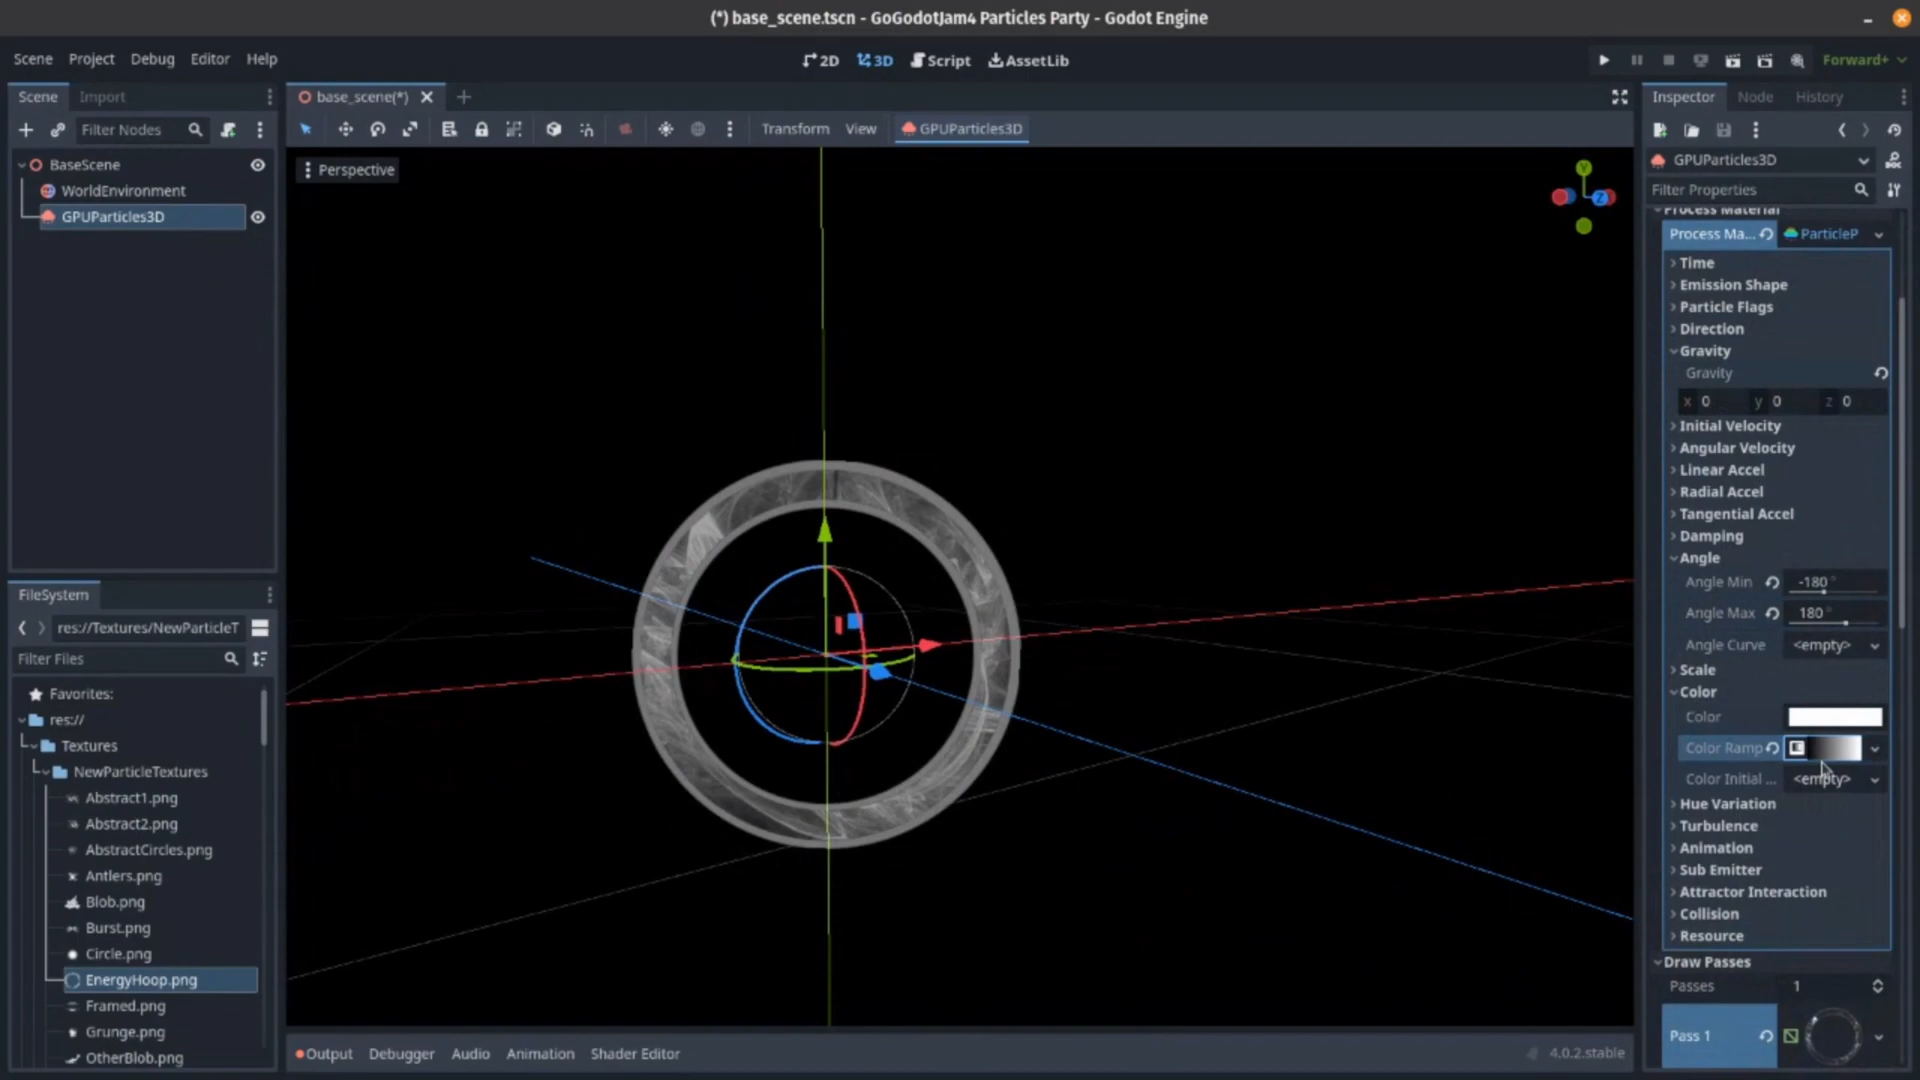 (*) base_scene.tscn - GoGodotJam4 Particles Party - Godot Engine
Scene Project Debug Editor Help
2D 3D Script AssetLib
Forward+
Scene Import
base_scene(*)
Inspector Node History
Filter Nodes
Transform View GPUParticles3D
BaseScene
WorldEnvironment
GPUParticles3D
Perspective
Y
Z
GPUParticles3D
Filter Properties
Process Material
Process Ma... ParticleP
Time
Emission Shape
Particle Flags
Direction
Gravity
Gravity
x 0 y 0 z 0
Initial Velocity
Angular Velocity
Linear Accel
Radial Accel
Tangential Accel
Damping
Angle
Angle Min -180 °
Angle Max 180 °
Angle Curve <empty>
Scale
Color
Color
Color Ramp
Color Initial ... <empty>
Hue Variation
Turbulence
Animation
Sub Emitter
Attractor Interaction
Collision
Resource
Draw Passes
Passes 1
Pass 1
FileSystem
res://Textures/NewParticleT
Filter Files
Favorites:
res://
Textures
NewParticleTextures
Abstract1.png
Abstract2.png
AbstractCircles.png
Antlers.png
Blob.png
Burst.png
Circle.png
EnergyHoop.png
Framed.png
Grunge.png
OtherBlob.png
Output Debugger Audio Animation Shader Editor
4.0.2.stable